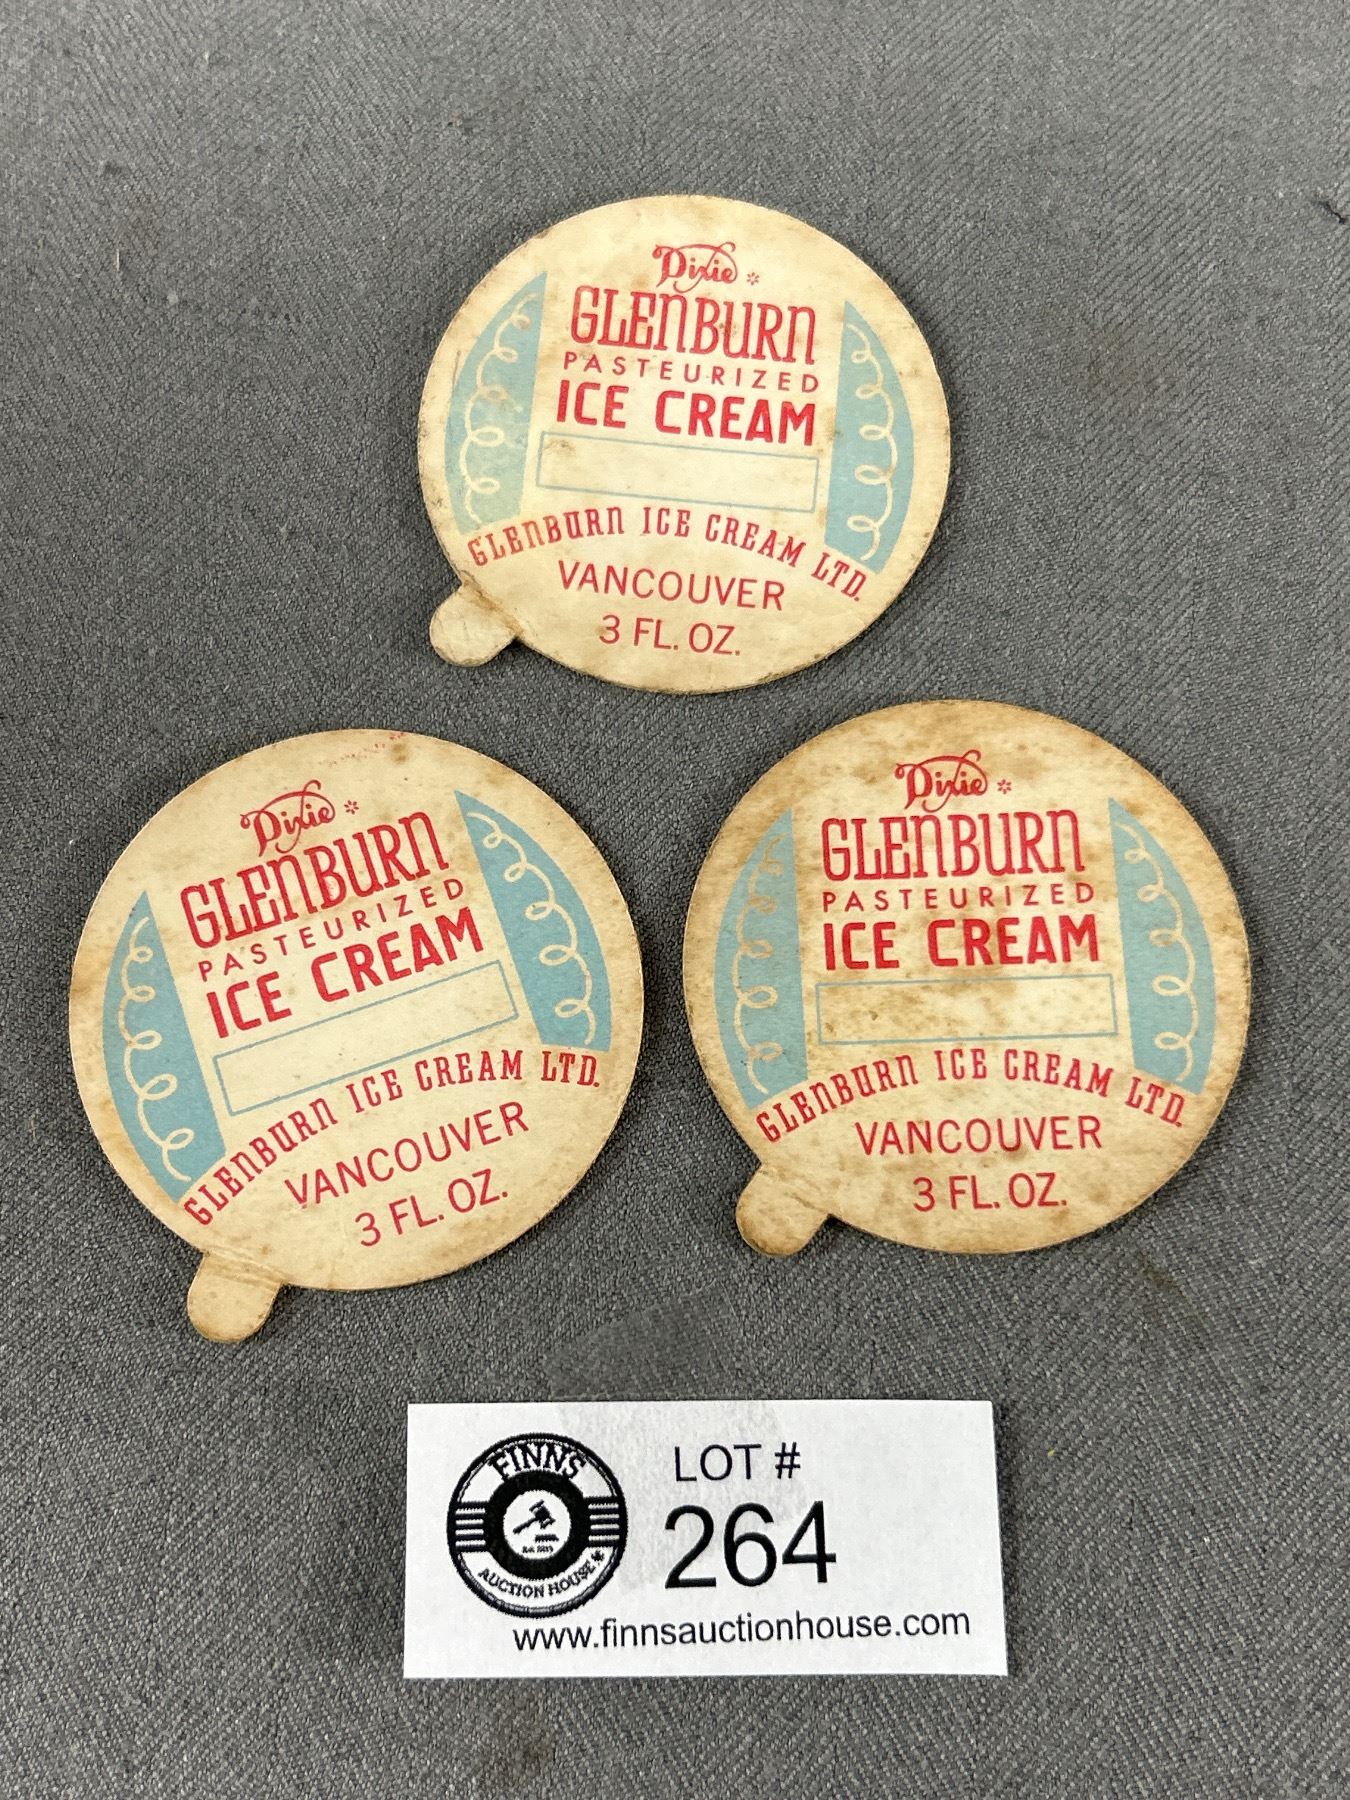 Dixie
GLENBURN
PASTEURIZED
ICE CREAM
GLENBURN ICE CREAM LTD.
VANCOUVER
3 FL. OZ.
Dixie
GLENBURN
PASTEURIZED
ICE CREAM
GLENBURN ICE CREAM LTD.
VANCOUVER
3 FL. OZ.
Dixie
GLENBURN
PASTEURIZED
ICE CREAM
GLENBURN ICE CREAM LTD.
VANCOUVER
3 FL. OZ.
FINNS
AUCTION HOUSE
LOT #
264
www.finnsauctionhouse.com